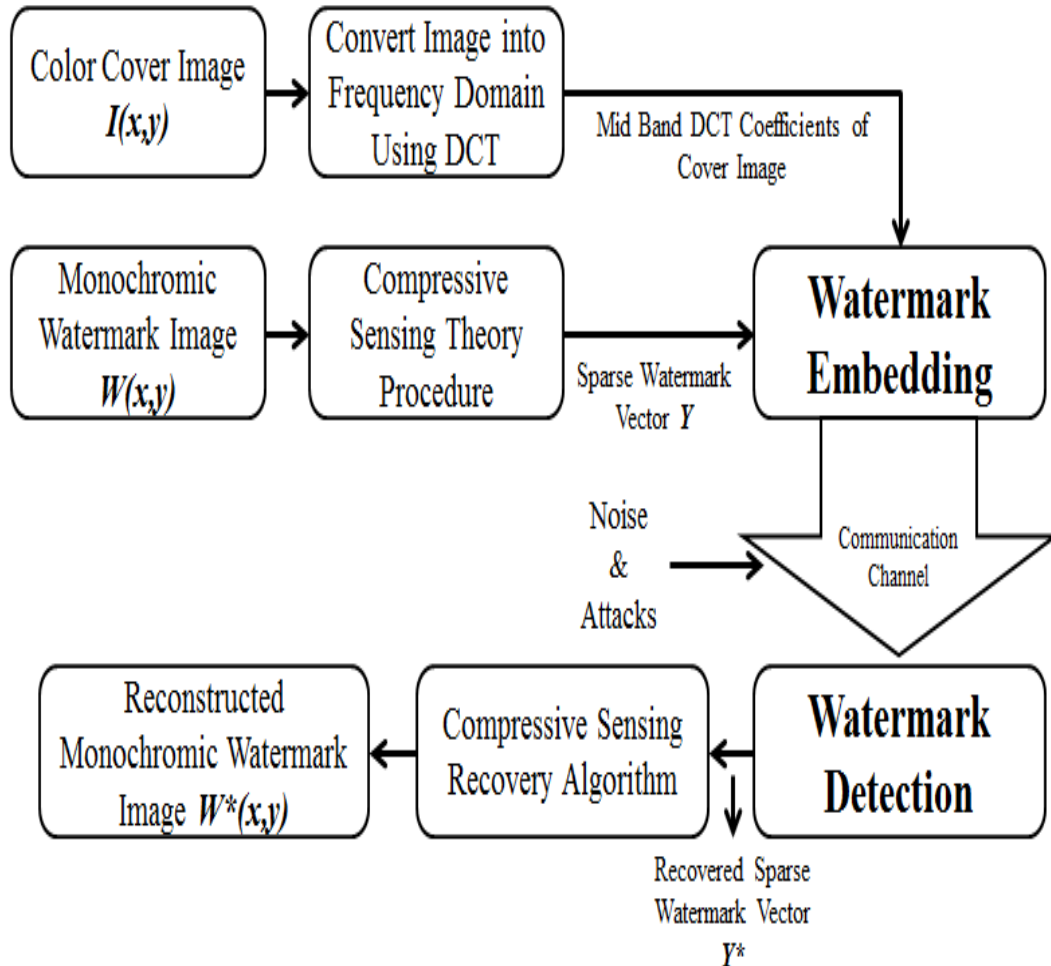 Color Cover Image
I(x,y)
Convert Image into
Frequency Domain
Using DCT
Mid Band DCT Coefficients of
Cover Image
Monochromic
Watermark Image
W(x,y)
Compressive
Sensing Theory
Procedure
Sparse Watermark
Vector Y
Watermark
Embedding
Noise
&
Attacks
Communication
Channel
Reconstructed
Monochromic Watermark
Image W*(x,y)
Compressive Sensing
Recovery Algorithm
Watermark
Detection
Recovered Sparse
Watermark Vector
Y*